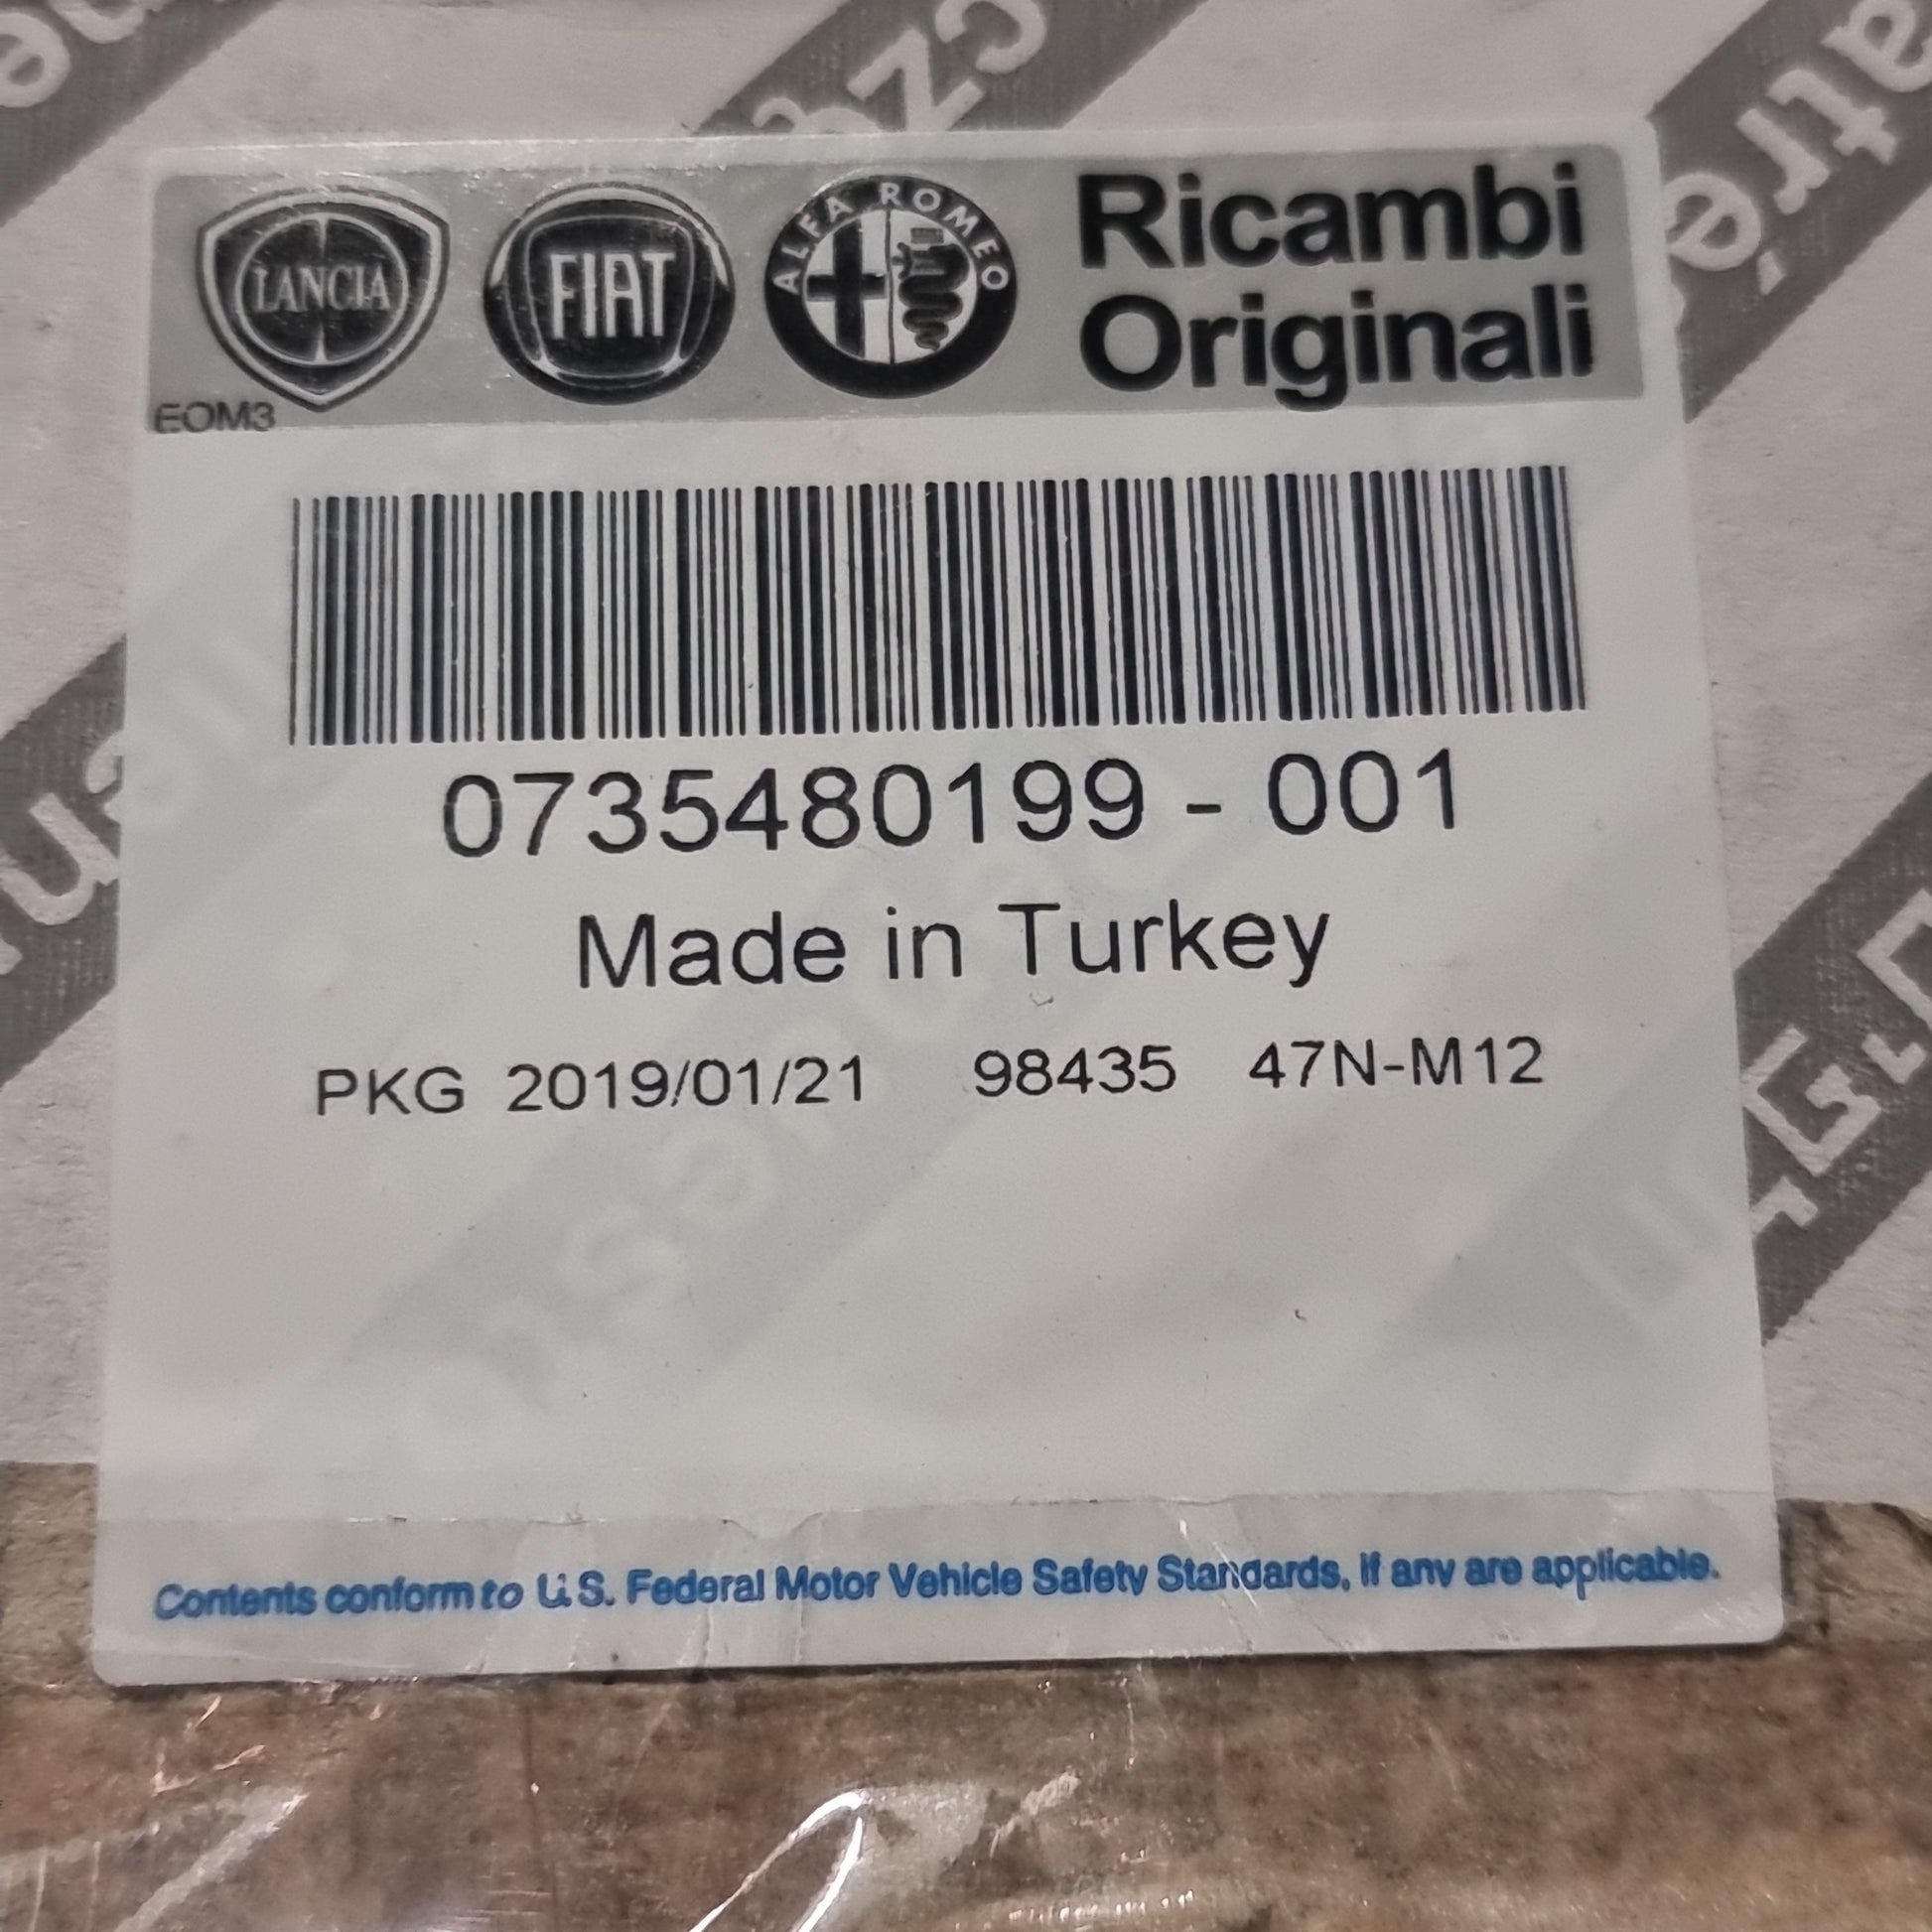 LANCIA
FIAT
ALFA ROMEO
Ricambi
Originali
EOM3
0735480199 - 001
Made in Turkey
PKG 2019/01/21 98435 47N-M12
Contents conform to U.S. Federal Motor Vehicle Safety Standards, if any are applicable.